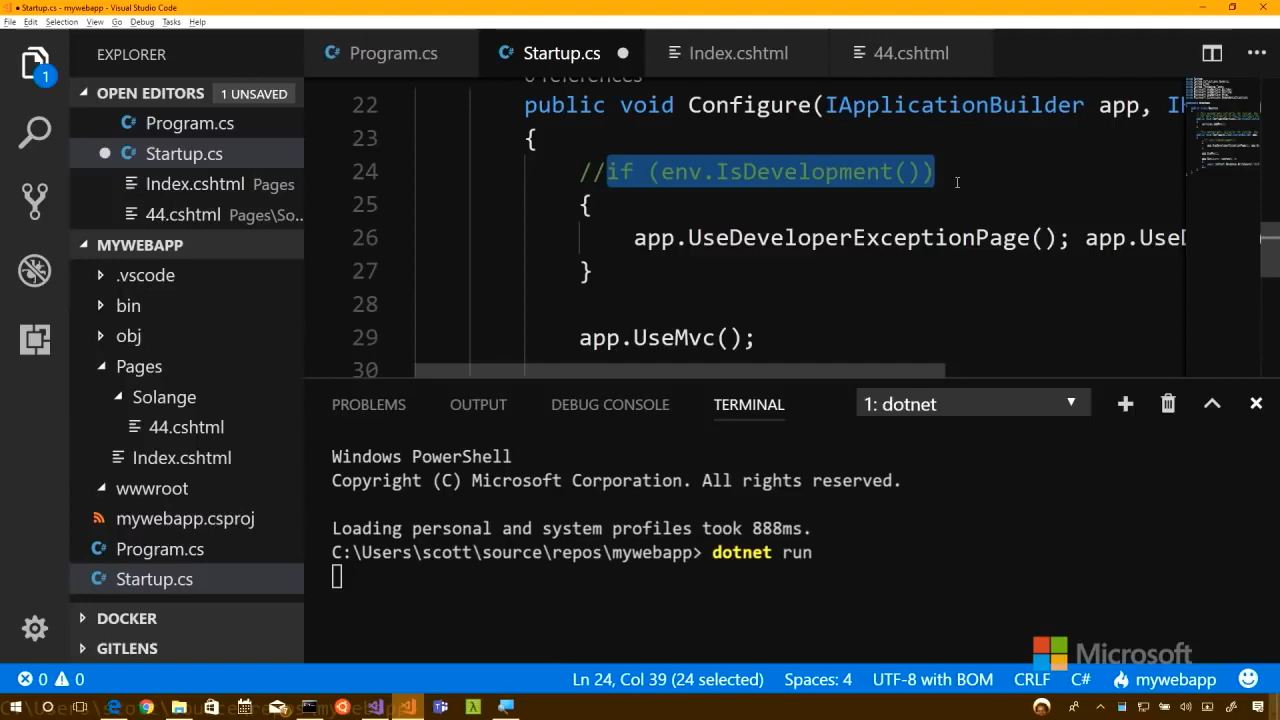 Startup.cs - mywebapp - Visual Studio Code
File Edit Selection View Go Debug Tasks Help
EXPLORER
OPEN EDITORS 1 UNSAVED
Program.cs
Startup.cs
Index.cshtml Pages
44.cshtml Pages\So...
MYWEBAPP
.vscode
bin
obj
Pages
Solange
44.cshtml
Index.cshtml
wwwroot
mywebapp.csproj
Program.cs
Startup.cs
DOCKER
GITLENS
1
Program.cs Startup.cs Index.cshtml 44.cshtml
0 references
22 public void Configure(IApplicationBuilder app, IH
23 {
24 //if (env.IsDevelopment())
25 {
26 app.UseDeveloperExceptionPage(); app.UseD
27 }
28
29 app.UseMvc();
30
PROBLEMS OUTPUT DEBUG CONSOLE TERMINAL 1: dotnet
Windows PowerShell
Copyright (C) Microsoft Corporation. All rights reserved.
Loading personal and system profiles took 888ms.
C:\Users\scott\source\repos\mywebapp> dotnet run
Microsoft
0 0 Ln 24, Col 39 (24 selected) Spaces: 4 UTF-8 with BOM CRLF C# mywebapp